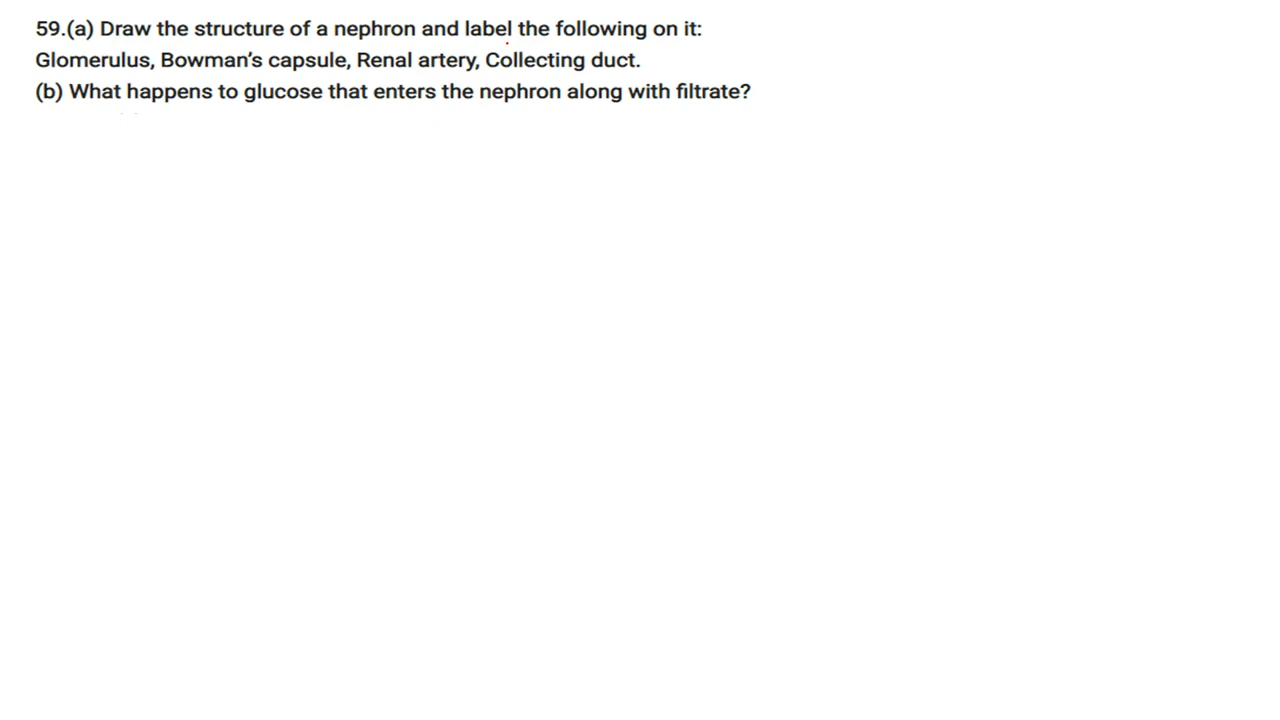 59.(a) Draw the structure of a nephron and label the following on it:
Glomerulus, Bowman’s capsule, Renal artery, Collecting duct.
(b) What happens to glucose that enters the nephron along with filtrate?